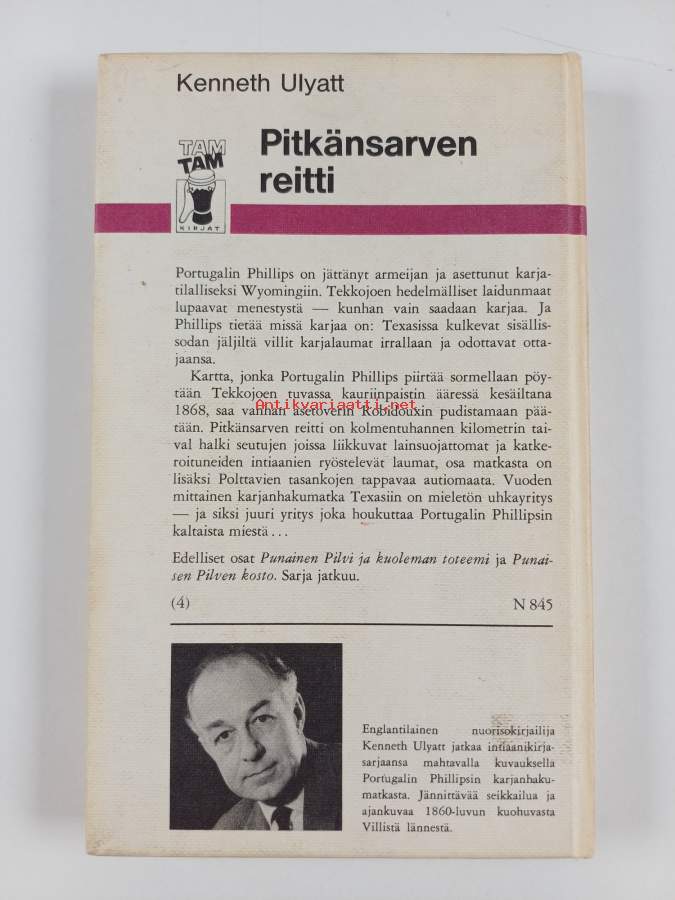 Kenneth Ulyatt
TAM
TAM
KIRJAT
Pitkänsarven
reitti
Portugalin Phillips on jättänyt armeijan ja asettunut karja-
tilalliseksi Wyomingiin. Tekkojoen hedelmälliset laidunmaat
lupaavat menestystä — kunhan vain saadaan karjaa. Ja
Phillips tietää missä karjaa on: Texasissa kulkevat sisällis-
sodan jäljiltä villit karjalaumat irrallaan ja odottavat otta-
jaansa.
Kartta, jonka Portugalin Phillips piirtää sormellaan pöy-
tään Tekkojoen tuvassa kauriinpaistin ääressä kesäiltana
1868, saa vanhan asetoverin Robidouxin pudistamaan pää-
Antikvariaatti.net
tään. Pitkänsarven reitti on kolmentuhannen kilometrin tai-
val halki seutujen joissa liikkuvat lainsuojattomat ja katke-
roituneiden intiaanien ryöstelevät laumat, osa matkasta on
lisäksi Polttavien tasankojen tappavaa autiomaata. Vuoden
mittainen karjanhakumatka Texasiin on mieletön uhkayritys
— ja siksi juuri yritys joka houkuttaa Portugalin Phillipsin
kaltaista miestä...
Edelliset osat Punainen Pilvi ja kuoleman toteemi ja Punai-
sen Pilven kosto. Sarja jatkuu.
(4) N 845
Englantilainen nuorisokirjailija
Kenneth Ulyatt jatkaa intiaanikirja-
sarjaansa mahtavalla kuvauksella
Portugalin Phillipsin karjanhaku-
matkasta. Jännittävää seikkailua ja
ajankuvaa 1860-luvun kuohuvasta
Villistä lännestä.